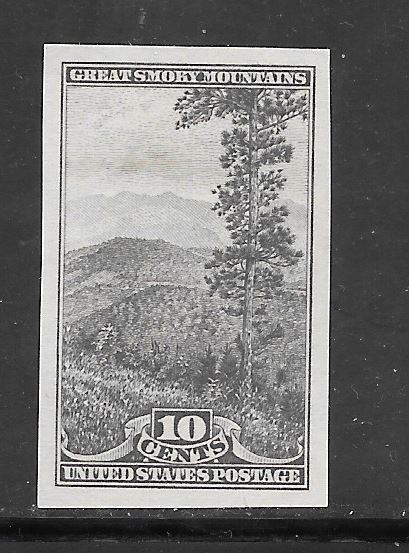 GREAT SMOKY MOUNTAINS
10
CENTS
UNITED STATES POSTAGE